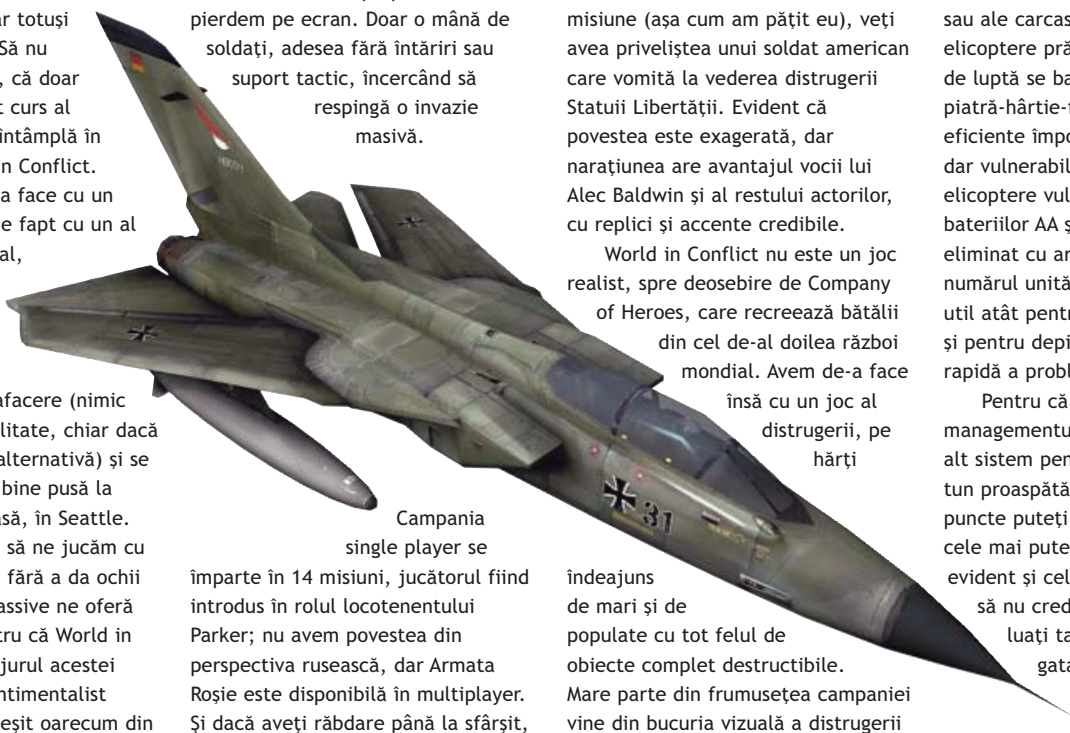 ar totuşi
Să nu
, că doar
t curs al
întâmplă în
n Conflict.
a face cu un
e fapt cu un al
al,
afacere (nimic
litate, chiar dacă
alternativă) şi se
bine pusă la
asă, în Seattle.
să ne jucăm cu
fără a da ochii
assive ne oferă
tru că World in
jurul acestei
ntimentalist
eşit oarecum din
pierdem pe ecran. Doar o mână de
soldaţi, adesea fără întăriri sau
suport tactic, încercând să
respingă o invazie
masivă.
Campania
single player se
împarte în 14 misiuni, jucătorul fiind
introdus în rolul locotenentului
Parker; nu avem povestea din
perspectiva rusească, dar Armata
Roşie este disponibilă în multiplayer.
Şi dacă aveţi răbdare până la sfârşit,
misiune (aşa cum am păţit eu), veţi
avea priveliştea unui soldat american
care vomită la vederea distrugerii
Statuii Libertăţii. Evident că
povestea este exagerată, dar
naraţiunea are avantajul vocii lui
Alec Baldwin şi al restului actorilor,
cu replici şi accente credibile.
World in Conflict nu este un joc
realist, spre deosebire de Company
of Heroes, care recreează bătălii
din cel de-al doilea război
mondial. Avem de-a face
însă cu un joc al
distrugerii, pe
hărţi
îndeajuns
de mari şi de
populate cu tot felul de
obiecte complet destructibile.
Mare parte din frumuseţea campaniei
vine din bucuria vizuală a distrugerii
sau ale carcas
elicoptere pră
de luptă se ba
piatră-hârtie-f
eficiente împo
dar vulnerabil
elicoptere vul
bateriilor AA ş
eliminat cu ar
numărul unită
util atât pentr
şi pentru depi
rapidă a probl
Pentru că
managementu
alt sistem pen
tun proaspătă
puncte puteţi
cele mai pute
evident şi cel
să nu cred
luaţi ta
gata
31